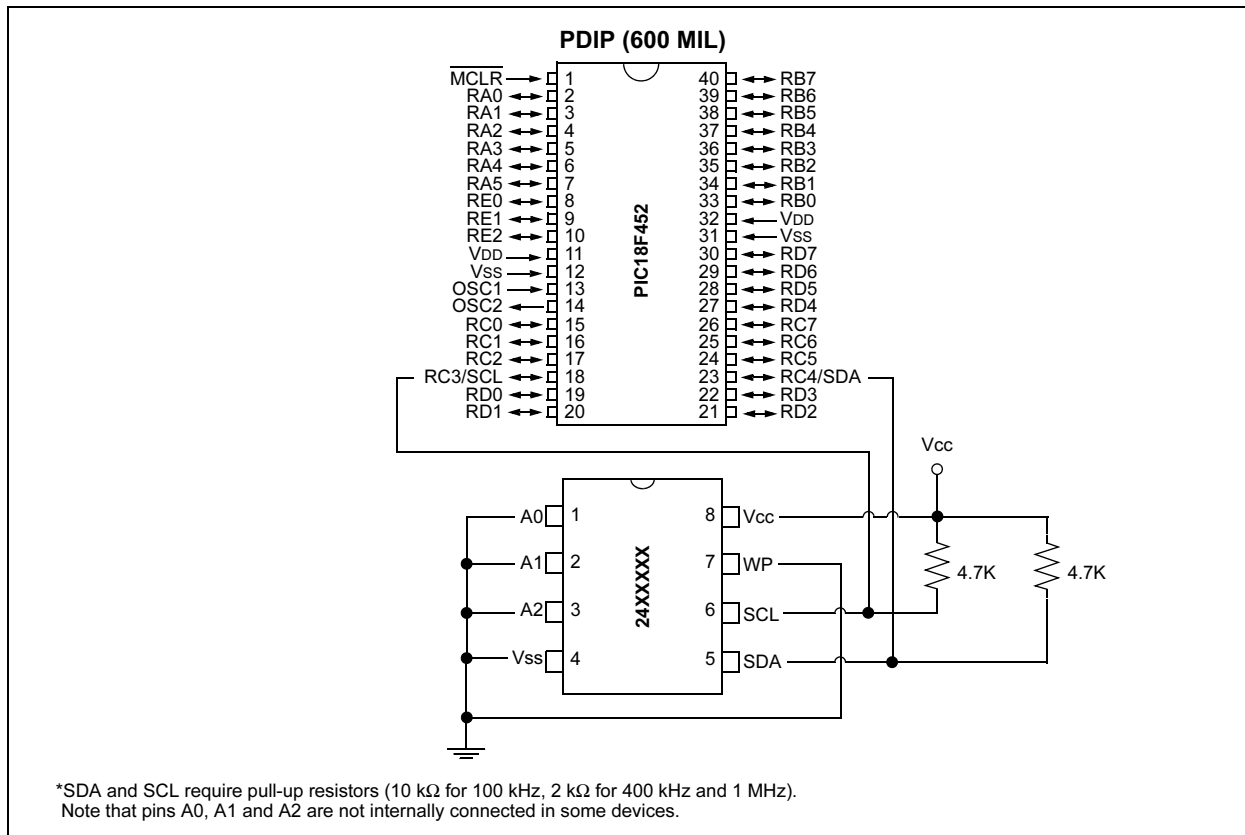 PDIP (600 MIL)
MCLR 1 40 RB7
RA0 2 39 RB6
RA1 3 38 RB5
RA2 4 37 RB4
RA3 5 36 RB3
RA4 6 35 RB2
RA5 7 34 RB1
RE0 8 33 RB0
RE1 9 32 VDD
RE2 10 31 VSS
VDD 11 30 RD7
VSS 12 29 RD6
OSC1 13 28 RD5
OSC2 14 27 RD4
RC0 15 26 RC7
RC1 16 25 RC6
RC2 17 24 RC5
RC3/SCL 18 23 RC4/SDA
RD0 19 22 RD3
RD1 20 21 RD2
PIC18F452
Vcc
A0 1 8 Vcc
A1 2 7 WP
A2 3 6 SCL
Vss 4 5 SDA
24XXXXX
4.7K 4.7K
*SDA and SCL require pull-up resistors (10 kΩ for 100 kHz, 2 kΩ for 400 kHz and 1 MHz).
Note that pins A0, A1 and A2 are not internally connected in some devices.